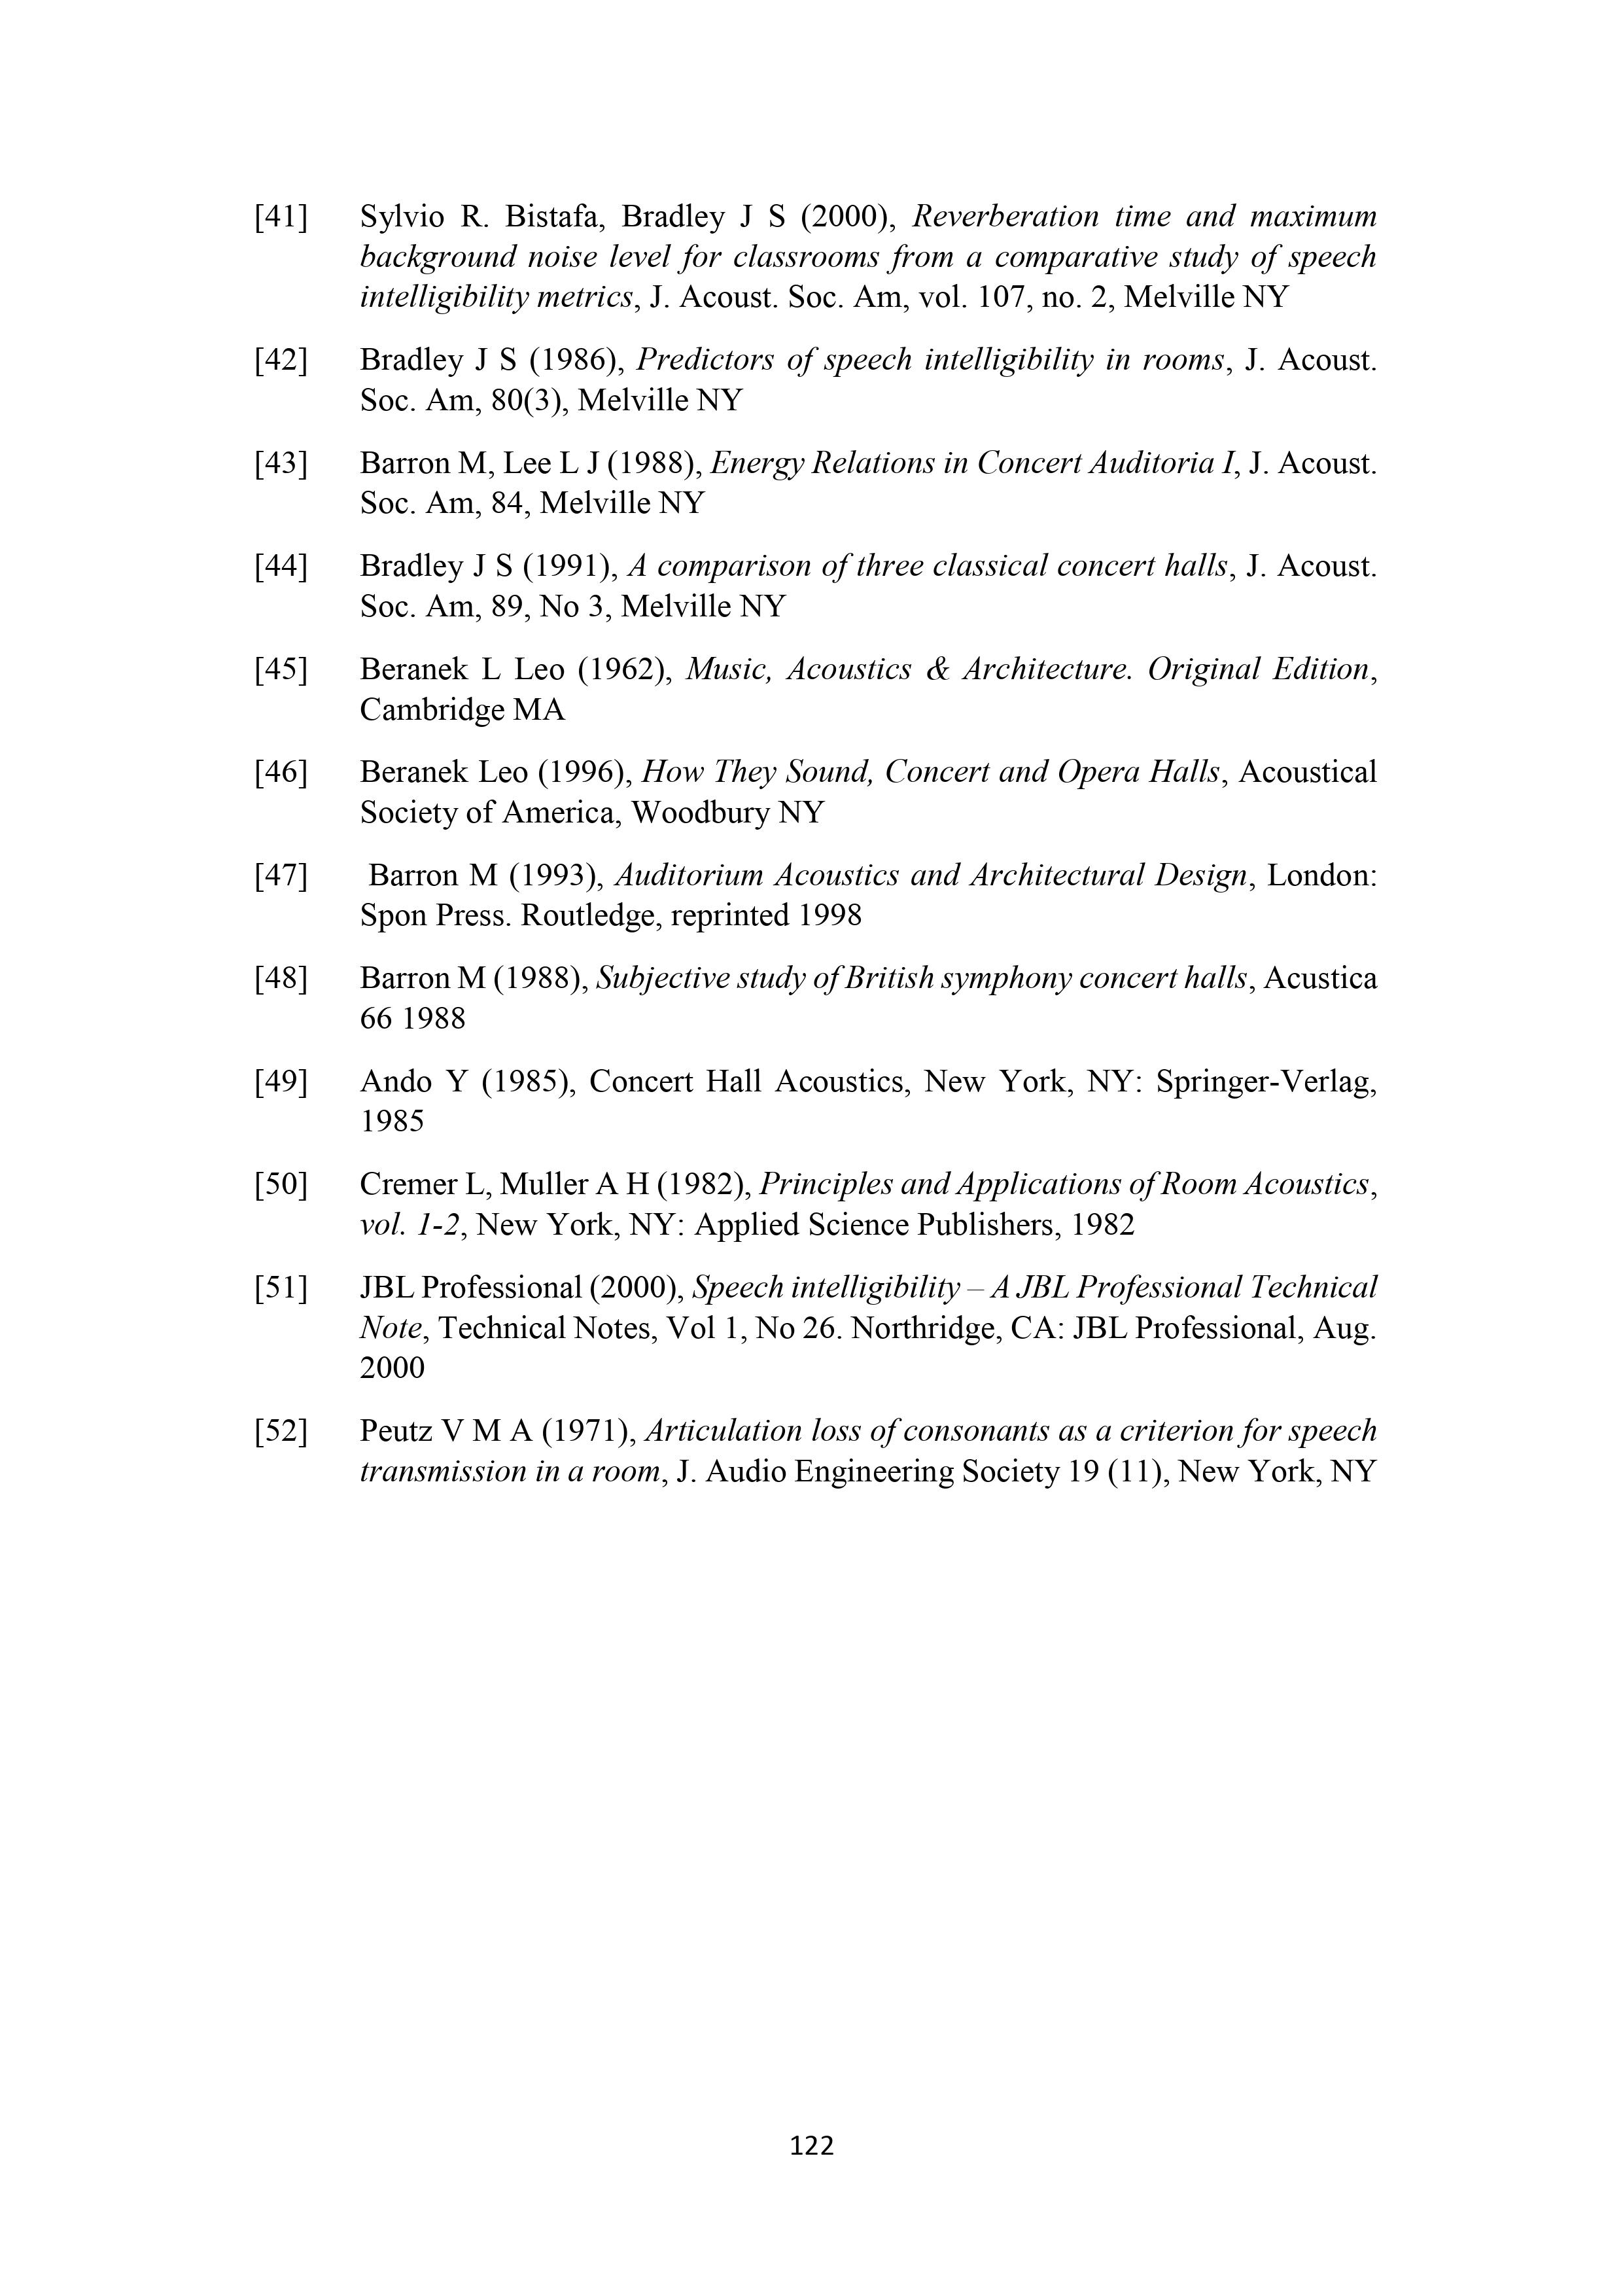 [41] Sylvio R. Bistafa, Bradley J S (2000), Reverberation time and maximum
background noise level for classrooms from a comparative study of speech
intelligibility metrics, J. Acoust. Soc. Am, vol. 107, no. 2, Melville NY
[42] Bradley J S (1986), Predictors of speech intelligibility in rooms, J. Acoust.
Soc. Am, 80(3), Melville NY
[43] Barron M, Lee L J (1988), Energy Relations in Concert Auditoria I, J. Acoust.
Soc. Am, 84, Melville NY
[44] Bradley J S (1991), A comparison of three classical concert halls, J. Acoust.
Soc. Am, 89, No 3, Melville NY
[45] Beranek L Leo (1962), Music, Acoustics & Architecture. Original Edition,
Cambridge MA
[46] Beranek Leo (1996), How They Sound, Concert and Opera Halls, Acoustical
Society of America, Woodbury NY
[47] Barron M (1993), Auditorium Acoustics and Architectural Design, London:
Spon Press. Routledge, reprinted 1998
[48] Barron M (1988), Subjective study of British symphony concert halls, Acustica
66 1988
[49] Ando Y (1985), Concert Hall Acoustics, New York, NY: Springer-Verlag,
1985
[50] Cremer L, Muller A H (1982), Principles and Applications of Room Acoustics,
vol. 1-2, New York, NY: Applied Science Publishers, 1982
[51] JBL Professional (2000), Speech intelligibility – A JBL Professional Technical
Note, Technical Notes, Vol 1, No 26. Northridge, CA: JBL Professional, Aug.
2000
[52] Peutz V M A (1971), Articulation loss of consonants as a criterion for speech
transmission in a room, J. Audio Engineering Society 19 (11), New York, NY
122